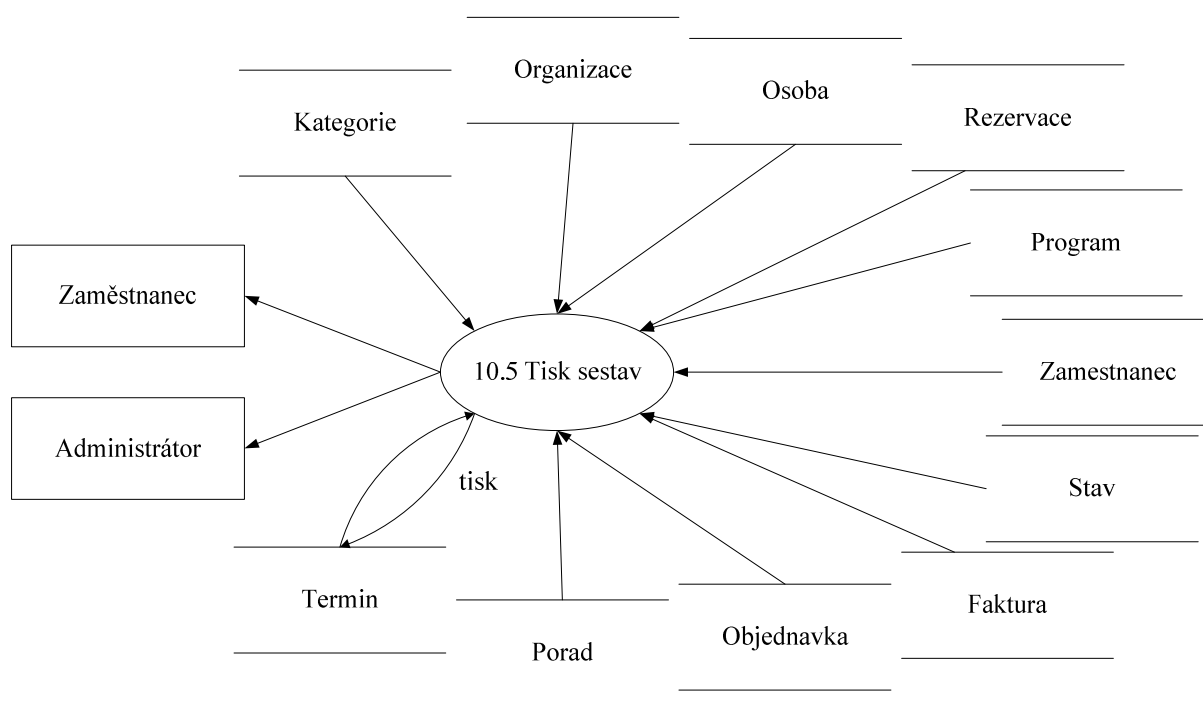 Organizace
Osoba
Kategorie
Rezervace
Program
Zaměstnanec
10.5 Tisk sestav
Zamestnanec
Administrátor
tisk
Stav
Termin
Faktura
Objednavka
Porad